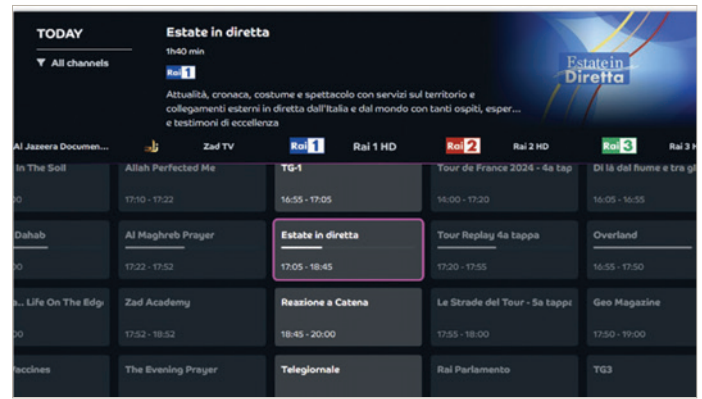 TODAY
All channels
Estate in diretta
1h40 min
Rai 1
Attualità, cronaca, costume e spettacolo con servizi sul territorio e
collegamenti esterni in diretta dall'Italia e dal mondo con tanti ospiti, esper...
e testimoni di eccellenza
Estate in
Diretta
Al Jazeera Documen...
Zad TV
Rai 1
Rai 1 HD
Rai 2
Rai 2 HD
Rai 3
Rai 3 H
In The Soil
Allah Perfected Me
TG-1
Tour de France 2024 - 4a tap
Di là dal fiume e tra gl
00
17:10 - 17:22
16:55 - 17:05
14:00 - 17:20
16:05 - 16:55
Dahab
Al Maghreb Prayer
Estate in diretta
Tour Replay 4a tappa
Overland
00
17:22 - 17:52
17:05 - 18:45
17:20 - 17:55
16:55 - 17:50
a.. Life On The Edge
Zad Academy
Reazione a Catena
Le Strade del Tour - 5a tappa
Geo Magazine
00
17:52 - 18:52
18:45 - 20:00
17:55 - 18:00
17:50 - 19:00
Vaccines
The Evening Prayer
Telegiornale
Rai Parlamento
TG3